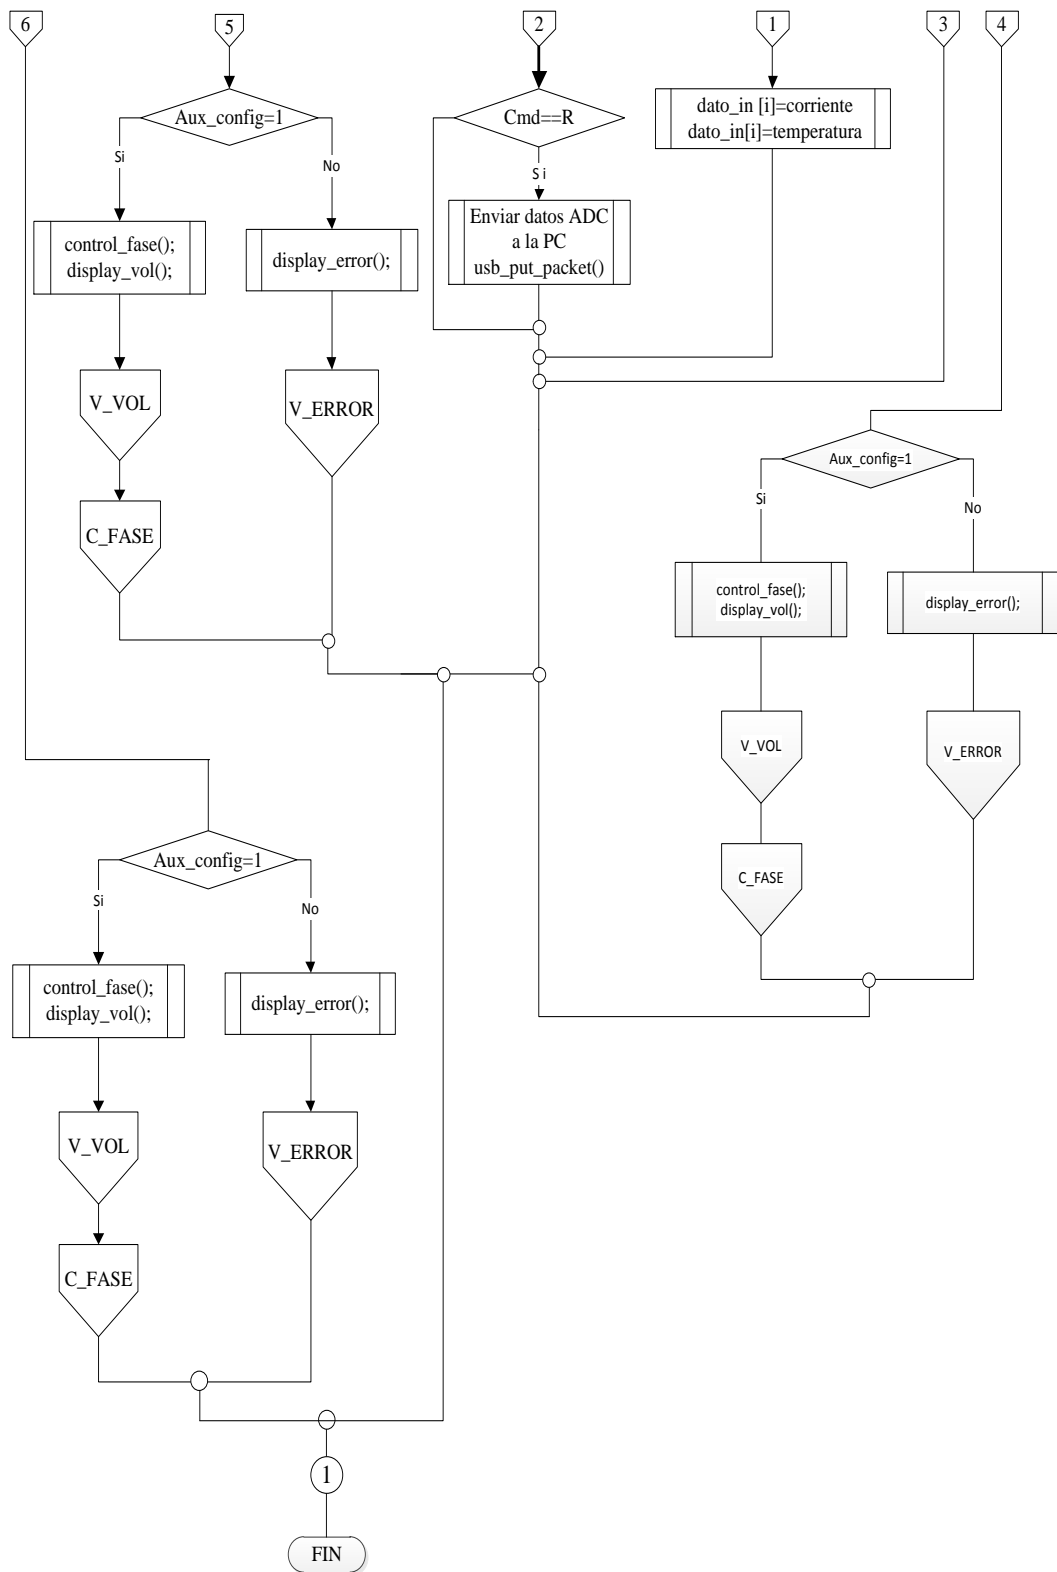 6
5
2
1
3
4
Aux_config=1
Si
No
control_fase();
display_vol();
display_error();
V_VOL
V_ERROR
C_FASE
Cmd==R
S i
Enviar datos ADC
a la PC
usb_put_packet()
dato_in [i]=corriente
dato_in[i]=temperatura
Aux_config=1
Si
No
control_fase();
display_vol();
display_error();
V_VOL
V_ERROR
C_FASE
Aux_config=1
Si
No
control_fase();
display_vol();
display_error();
V_VOL
V_ERROR
C_FASE
1
FIN